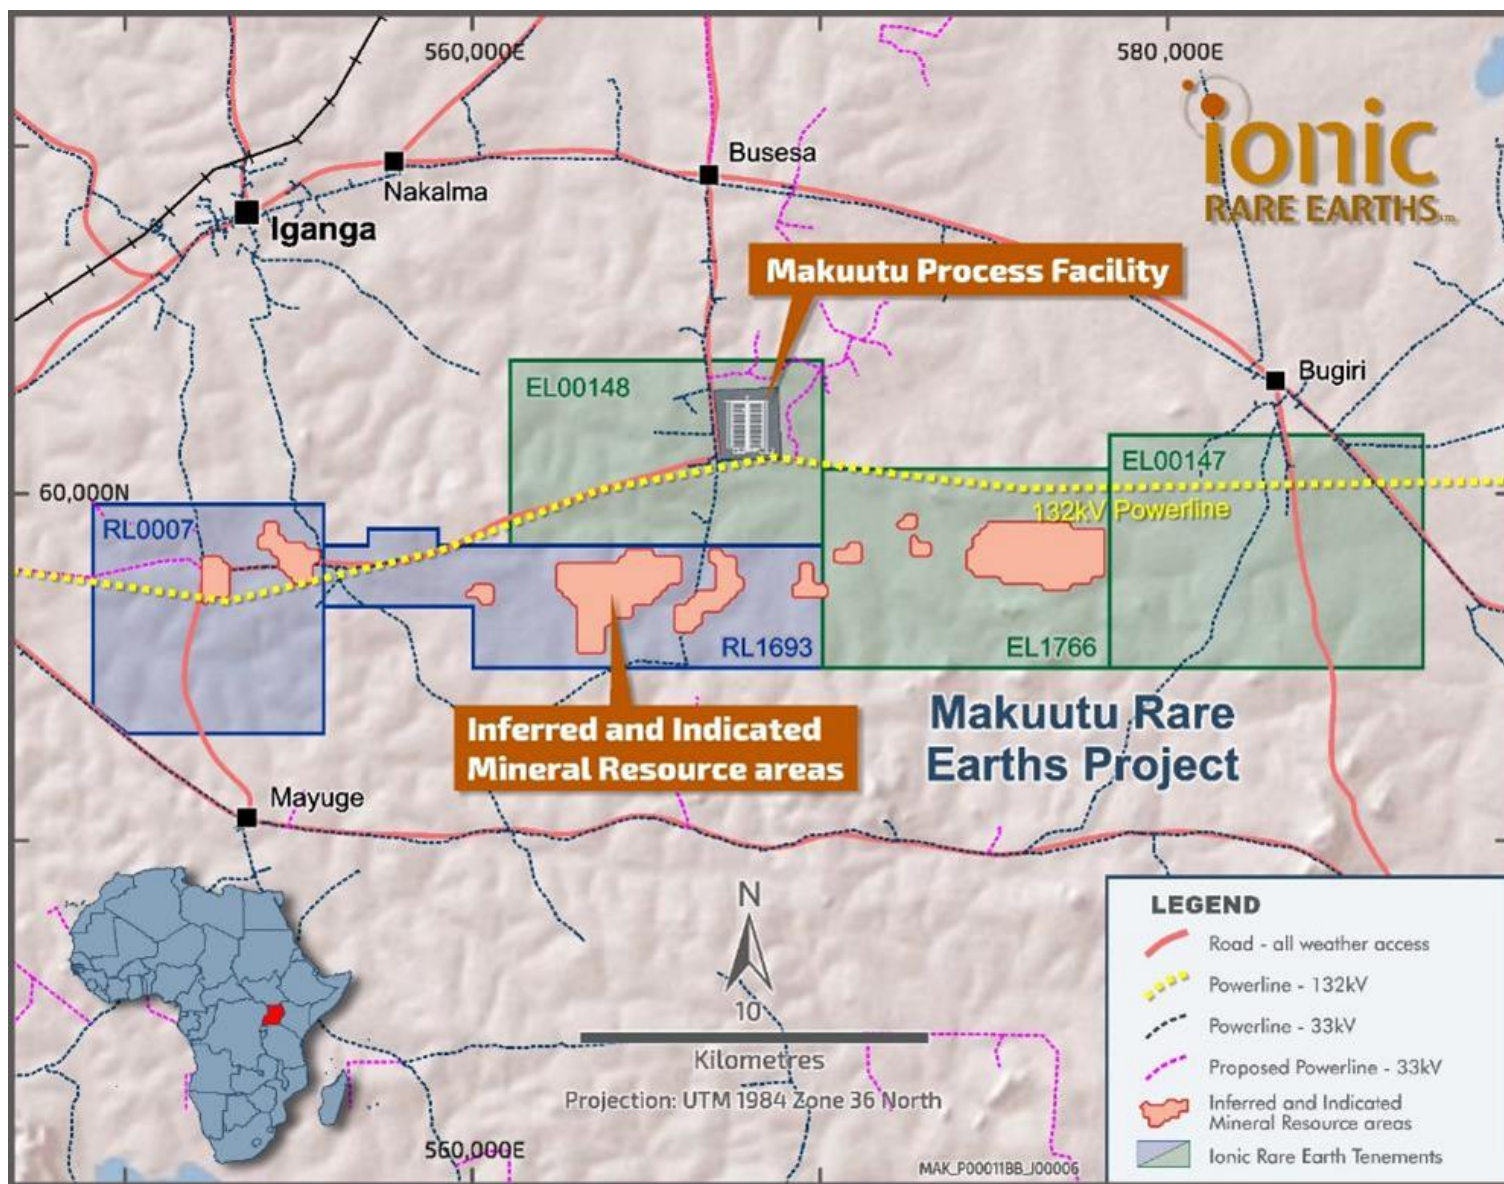 560,000E
580,000E
ionic
RARE EARTHS
Busesa
Nakalma
Iganga
Makuutu Process Facility
Bugiri
EL00148
EL00147
60,000N
132kV Powerline
RL0007
RL1693
EL1766
Inferred and Indicated
Mineral Resource areas
Makuutu Rare
Earths Project
Mayuge
N
10
Kilometres
Projection: UTM 1984 Zone 36 North
560,000E
MAK_P00011BB_J00006
LEGEND
Road - all weather access
Powerline - 132kV
Powerline - 33kV
Proposed Powerline - 33kV
Inferred and Indicated
Mineral Resource areas
Ionic Rare Earth Tenements